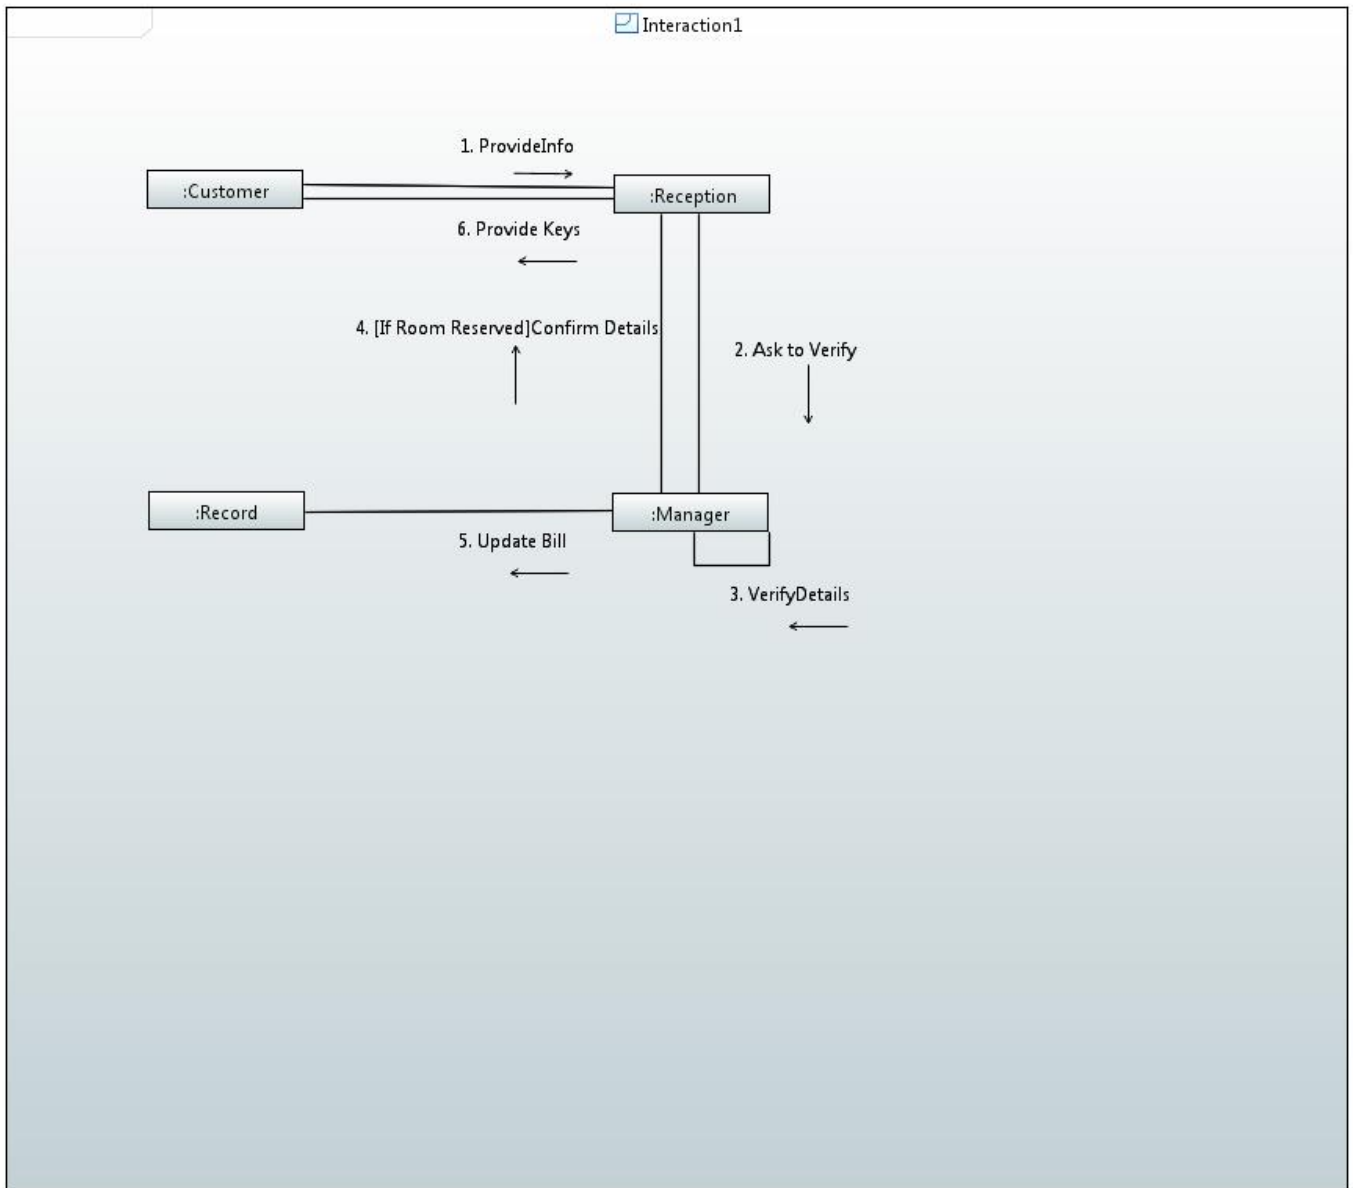 Interaction1
1. ProvideInfo
:Customer
:Reception
6. Provide Keys
4. [If Room Reserved]Confirm Details
2. Ask to Verify
:Record
:Manager
5. Update Bill
3. VerifyDetails